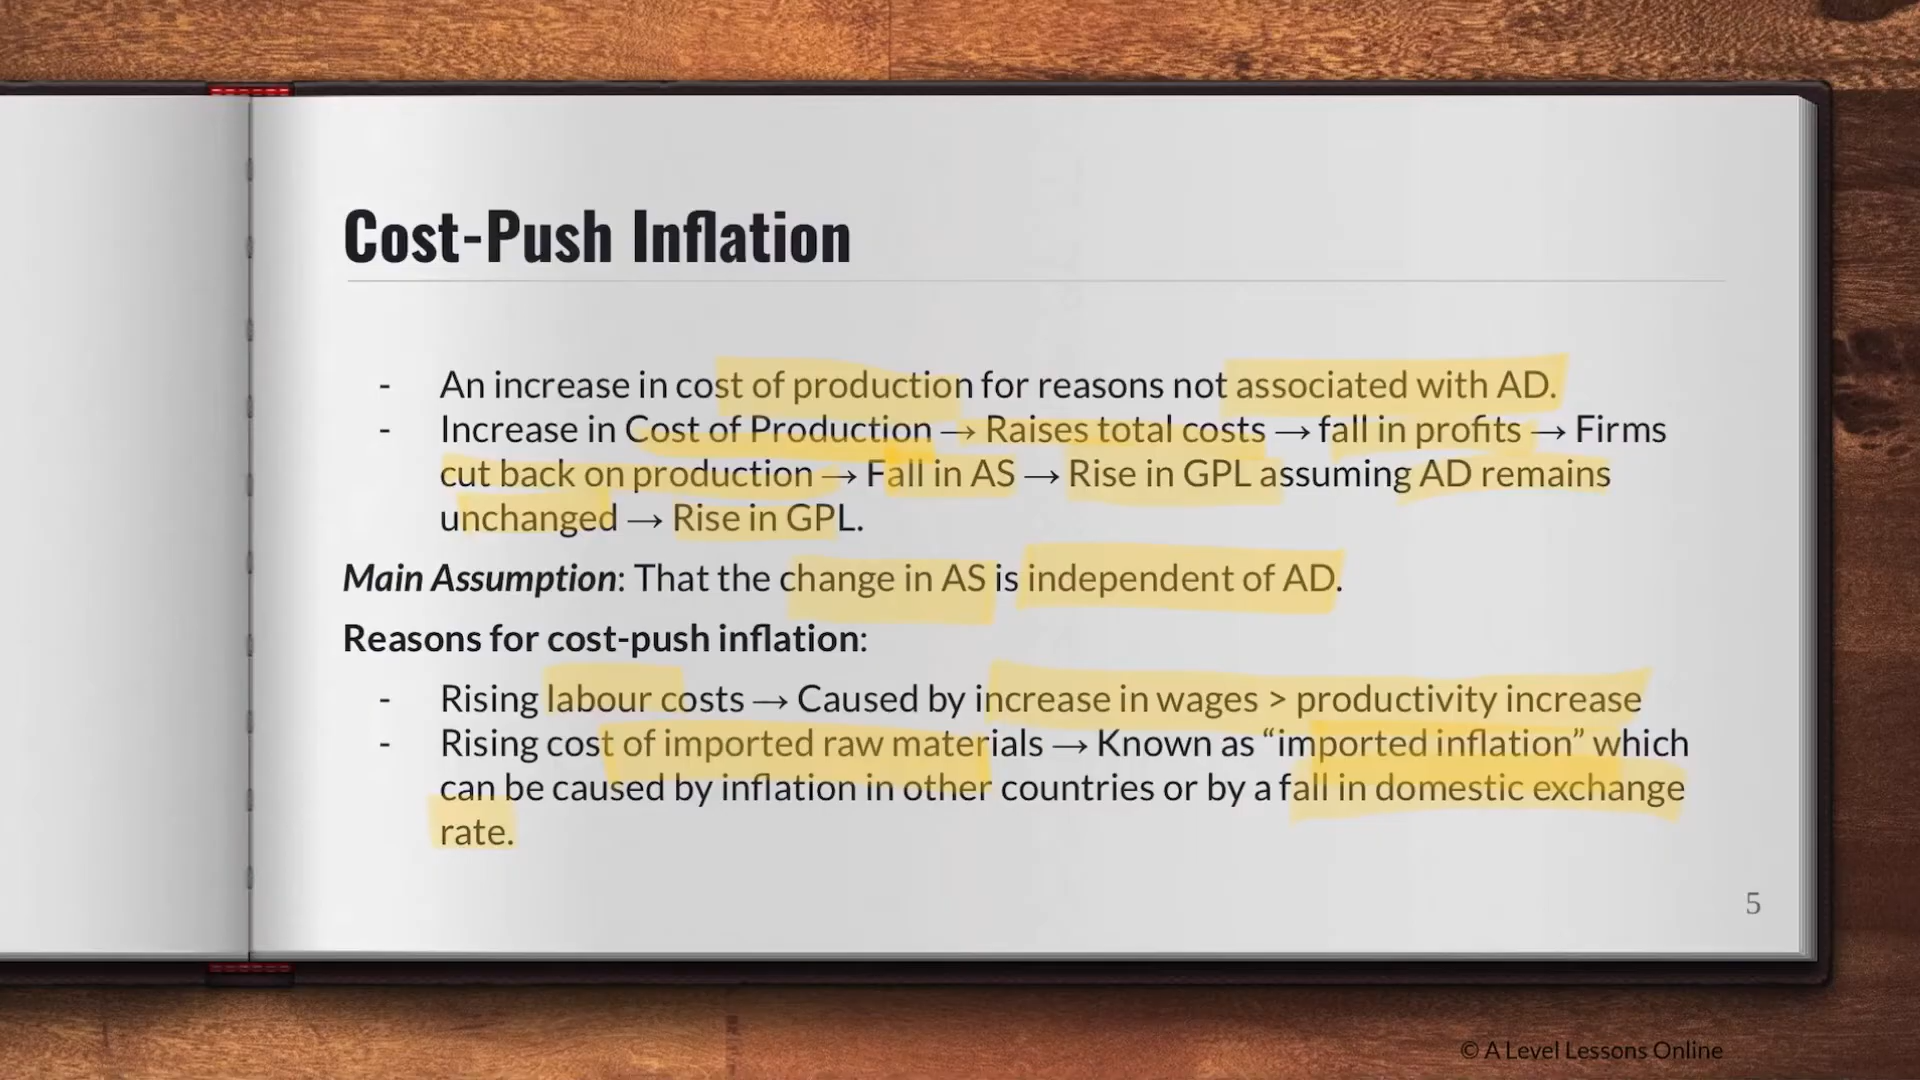 Cost-Push Inflation
- An increase in cost of production for reasons not associated with AD.
- Increase in Cost of Production → Raises total costs → fall in profits → Firms
cut back on production → Fall in AS → Rise in GPL assuming AD remains
unchanged → Rise in GPL.
Main Assumption: That the change in AS is independent of AD.
Reasons for cost-push inflation:
- Rising labour costs → Caused by increase in wages > productivity increase
- Rising cost of imported raw materials → Known as “imported inflation” which
can be caused by inflation in other countries or by a fall in domestic exchange
rate.
5
© A Level Lessons Online